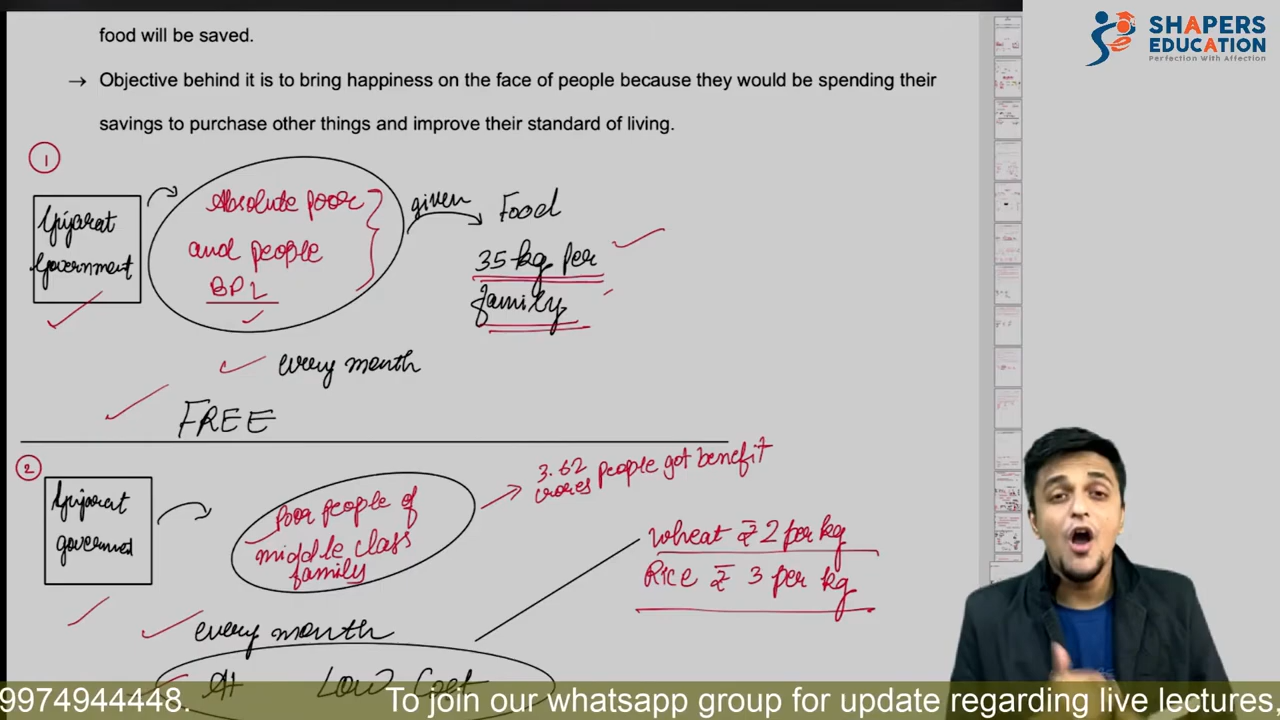 food will be saved.
→ Objective behind it is to bring happiness on the face of people because they would be spending their
savings to purchase other things and improve their standard of living.
1
Gujarat
Government
Absolute poor
and people
BPL
given
Food
35 kg per
family
every month
FREE
2
Gujarat
government
Poor people of
middle class
family
3.62
crores people got benefit
wheat ₹ 2 per kg
Rice ₹ 3 per kg
every month
At Low Cost
SHAPERS
EDUCATION
Perfection With Affection
9974944448. To join our whatsapp group for update regarding live lectures,